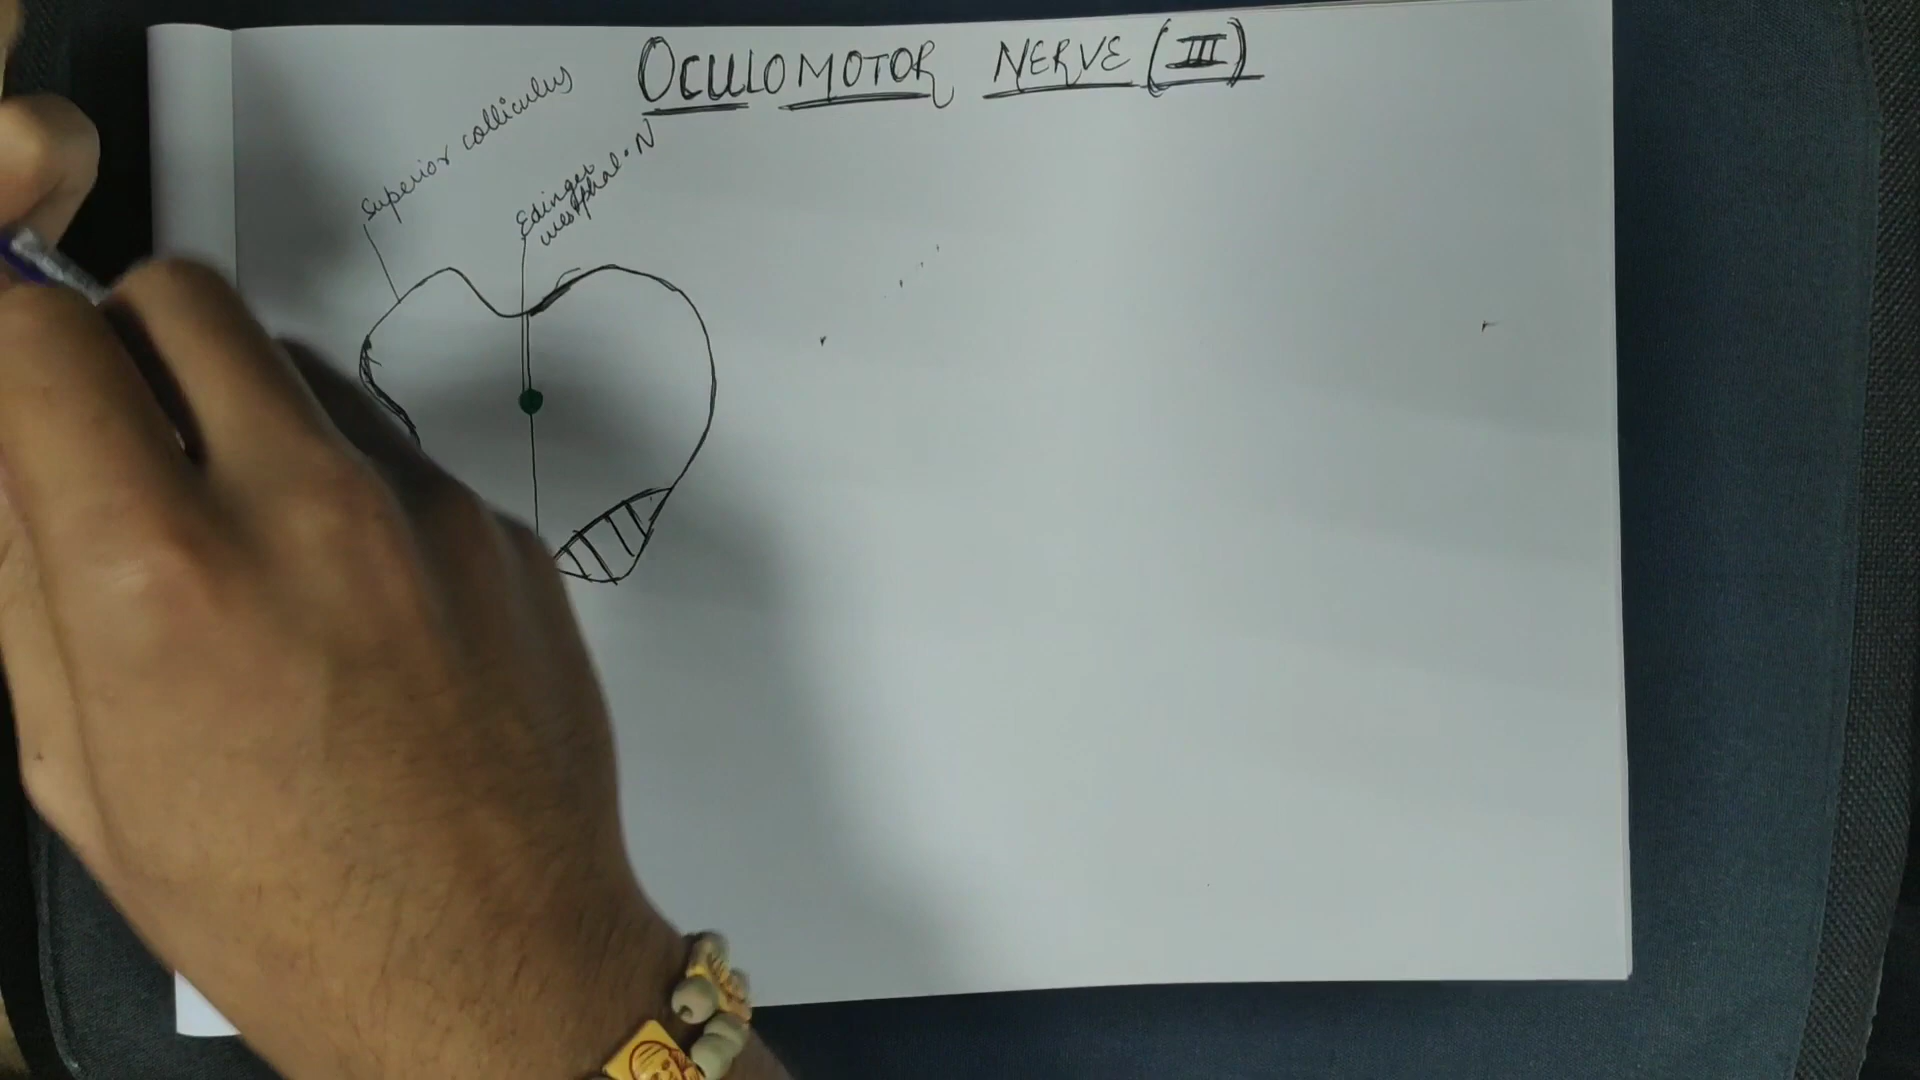 OCULOMOTOR NERVE (III)
Superior colliculus
Edinger
westphal. N